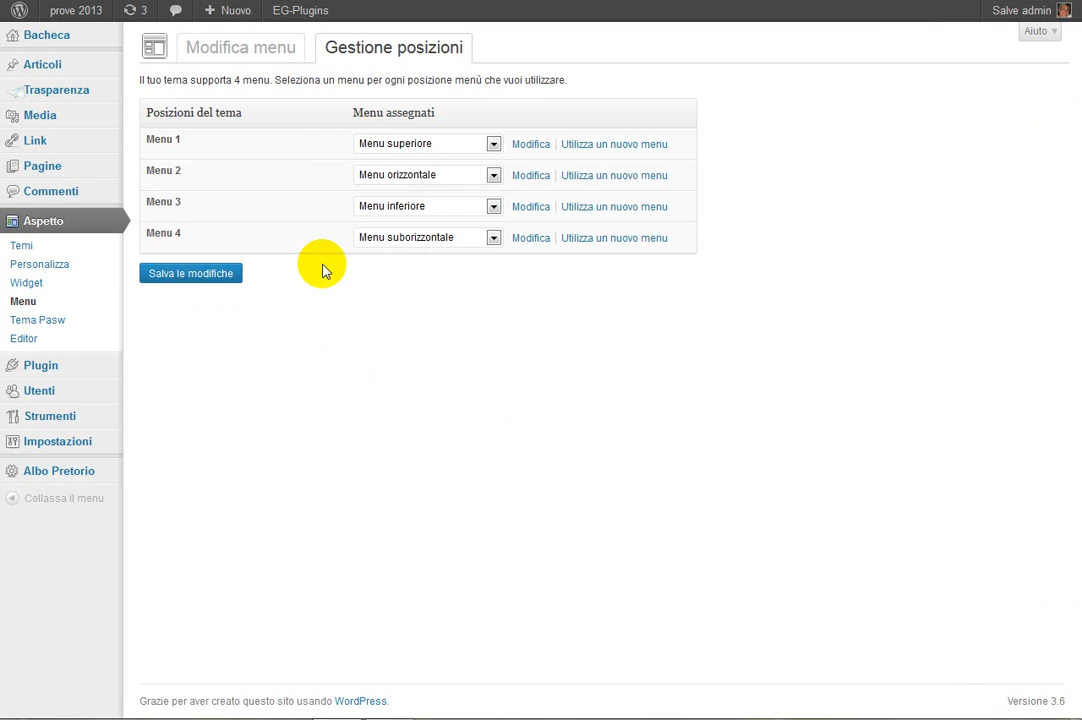 prove 2013 3 Nuovo EG-Plugins Salve admin
Aiuto
Bacheca
Articoli
Trasparenza
Media
Link
Pagine
Commenti
Aspetto
Temi
Personalizza
Widget
Menu
Tema Pasw
Editor
Plugin
Utenti
Strumenti
Impostazioni
Albo Pretorio
Collassa il menu
Modifica menu Gestione posizioni
Il tuo tema supporta 4 menu. Seleziona un menu per ogni posizione menù che vuoi utilizzare.
Posizioni del tema Menu assegnati
Menu 1 Menu superiore Modifica | Utilizza un nuovo menu
Menu 2 Menu orizzontale Modifica | Utilizza un nuovo menu
Menu 3 Menu inferiore Modifica | Utilizza un nuovo menu
Menu 4 Menu suborizzontale Modifica | Utilizza un nuovo menu
Salva le modifiche
Grazie per aver creato questo sito usando WordPress. Versione 3.6